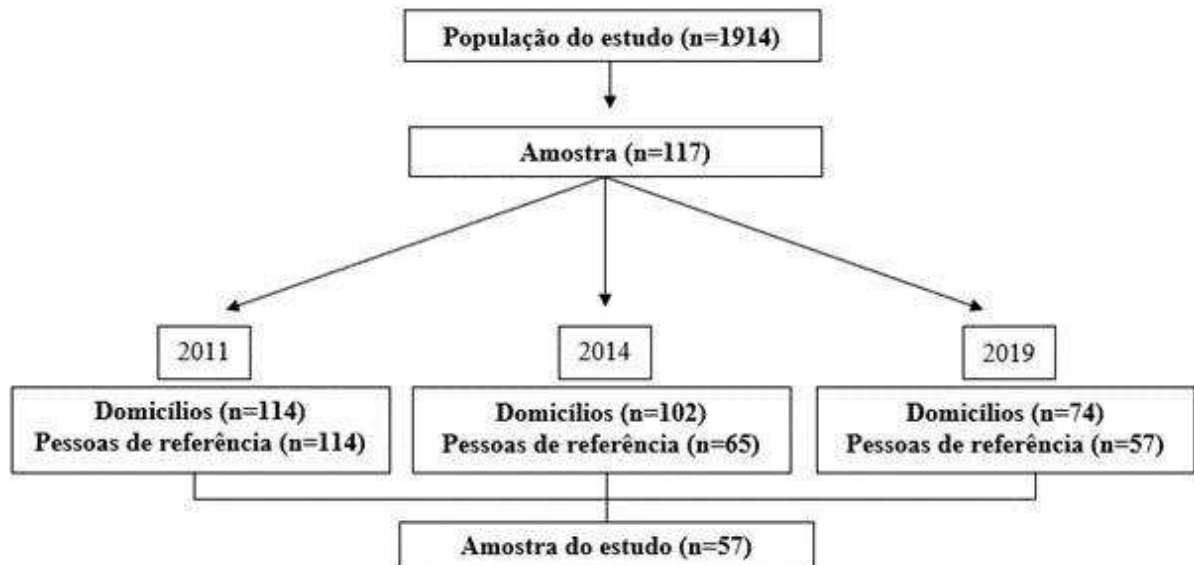 População do estudo (n=1914)
Amostra (n=117)
2011
2014
2019
Domicílios (n=114)
Pessoas de referência (n=114)
Domicílios (n=102)
Pessoas de referência (n=65)
Domicílios (n=74)
Pessoas de referência (n=57)
Amostra do estudo (n=57)